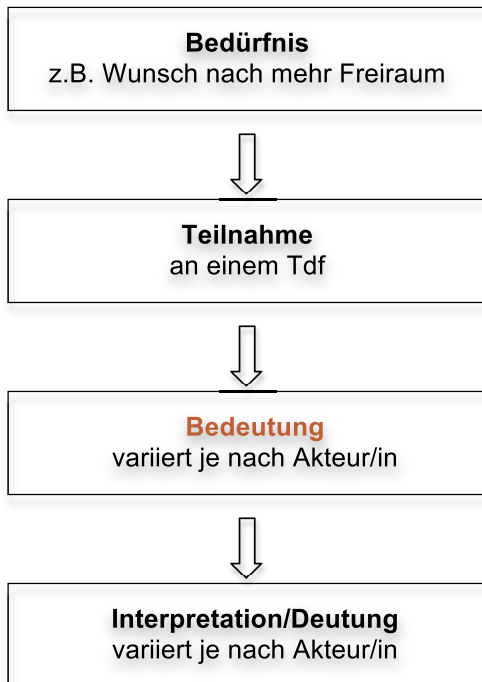 Bedürfnis
z.B. Wunsch nach mehr Freiraum
Teilnahme
an einem Tdf
Bedeutung
variiert je nach Akteur/in
Interpretation/Deutung
variiert je nach Akteur/in